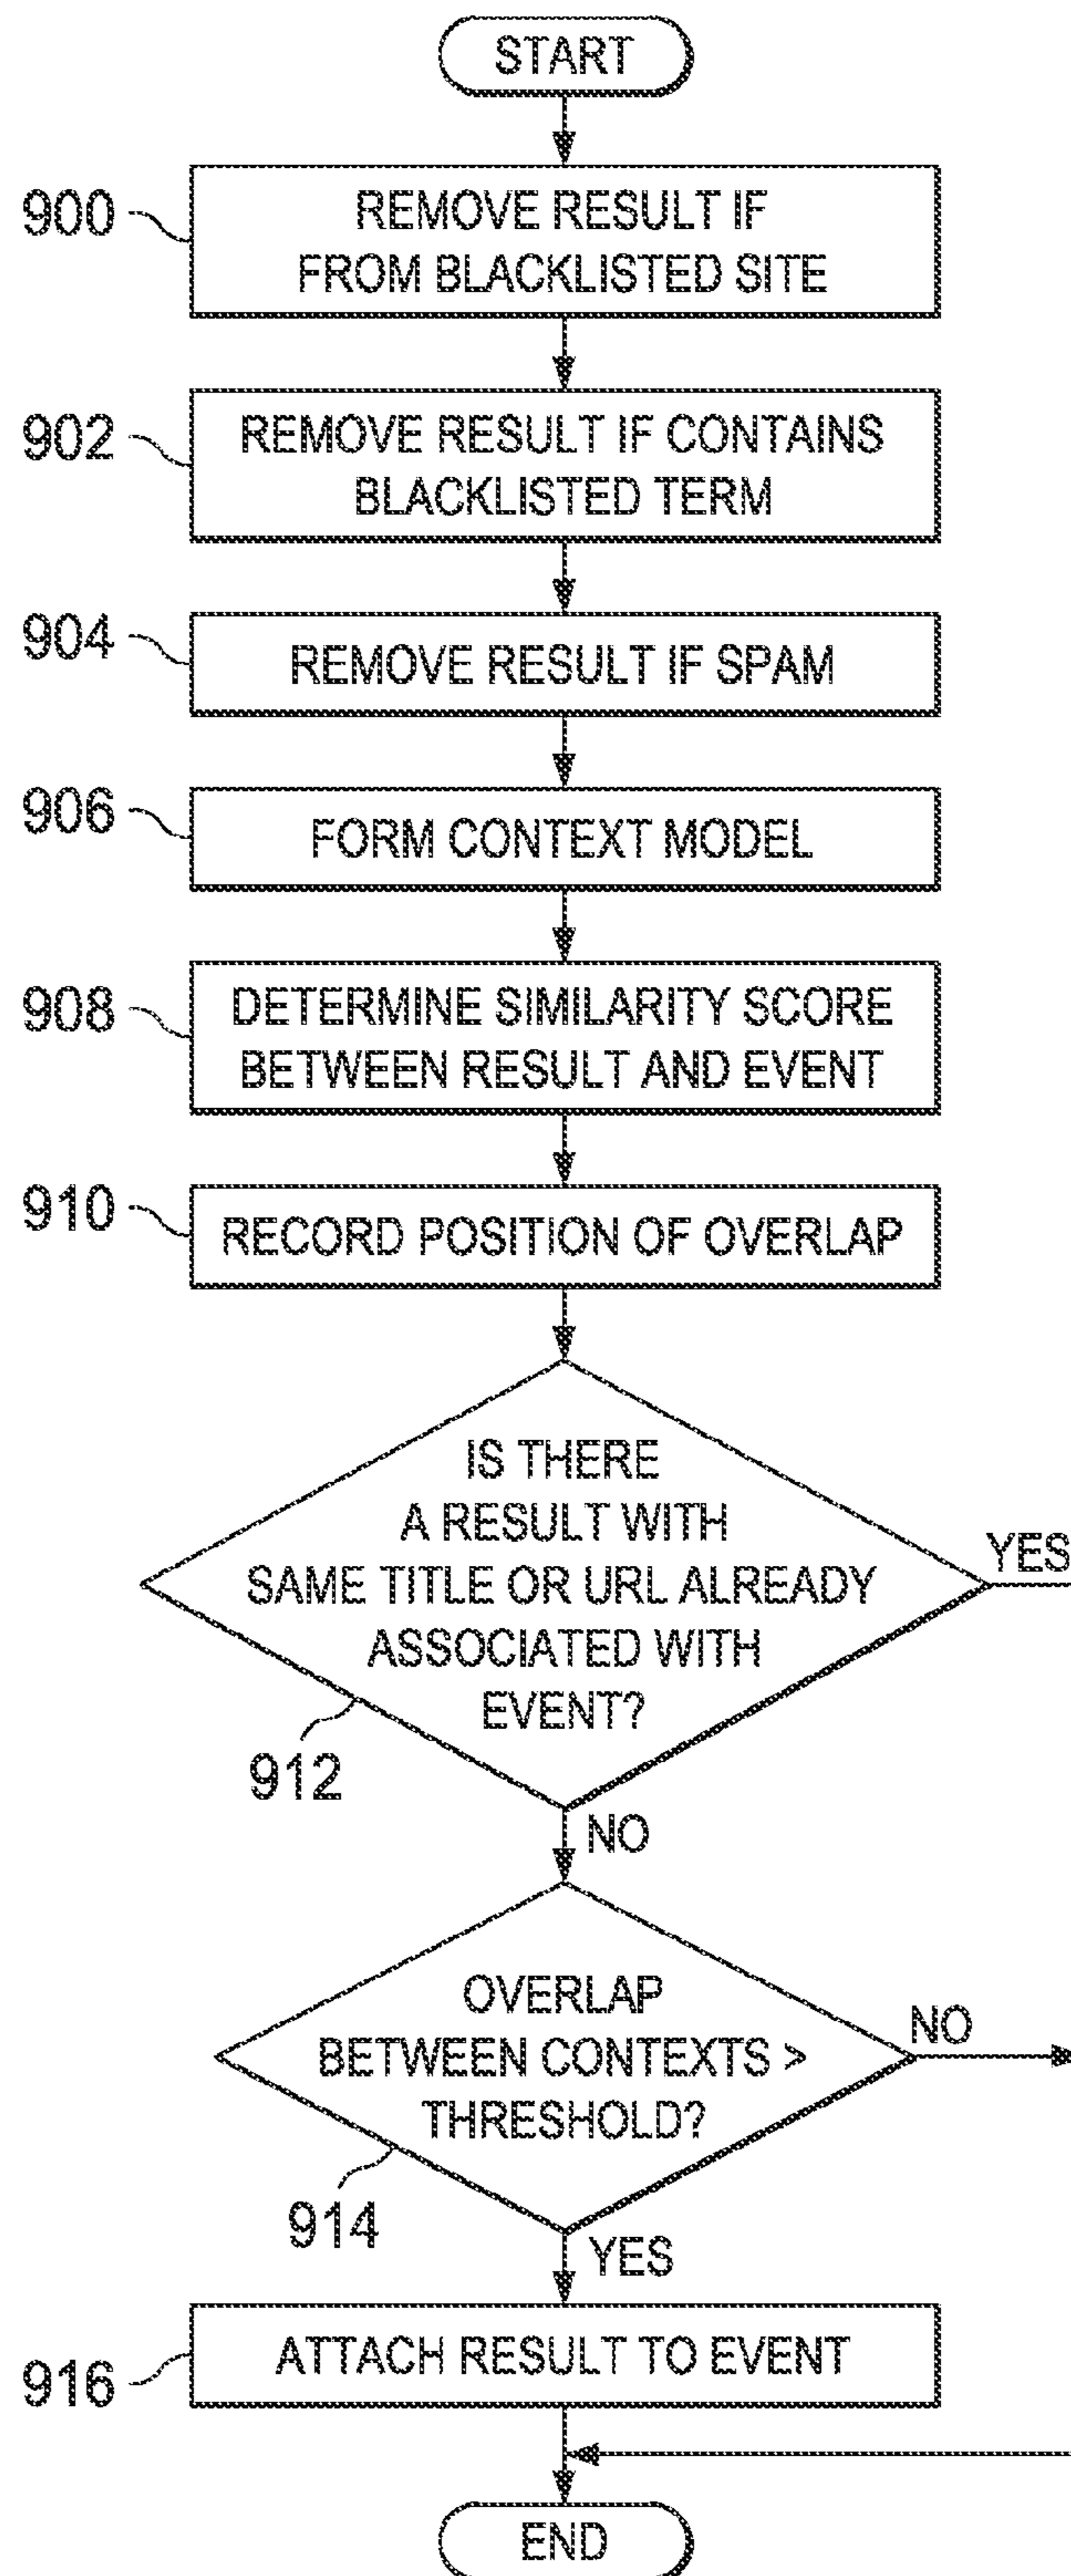 START
900
REMOVE RESULT IF
FROM BLACKLISTED SITE
902
REMOVE RESULT IF CONTAINS
BLACKLISTED TERM
904
REMOVE RESULT IF SPAM
906
FORM CONTEXT MODEL
908
DETERMINE SIMILARITY SCORE
BETWEEN RESULT AND EVENT
910
RECORD POSITION OF OVERLAP
IS THERE
A RESULT WITH
SAME TITLE OR URL ALREADY
ASSOCIATED WITH
EVENT?
YES
912
NO
OVERLAP
BETWEEN CONTEXTS >
THRESHOLD?
NO
914
YES
916
ATTACH RESULT TO EVENT
END